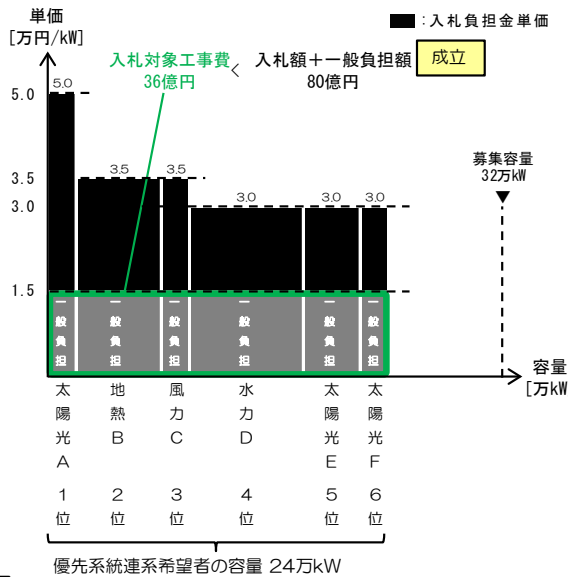 単価
[万円/kW]
■：入札負担金単価
入札対象工事費
36億円
<
入札額＋一般負担額
80億円
成立
5.0
5.0
3.5
3.5
3.5
3.0
3.0
3.0
3.0
1.5
募集容量
32万kW
一般負担
一般負担
一般負担
一般負担
一般負担
一般負担
容量
[万kW
太陽光A
地熱B
風力C
水力D
太陽光E
太陽光F
1位
2位
3位
4位
5位
6位
優先系統連系希望者の容量 24万kW